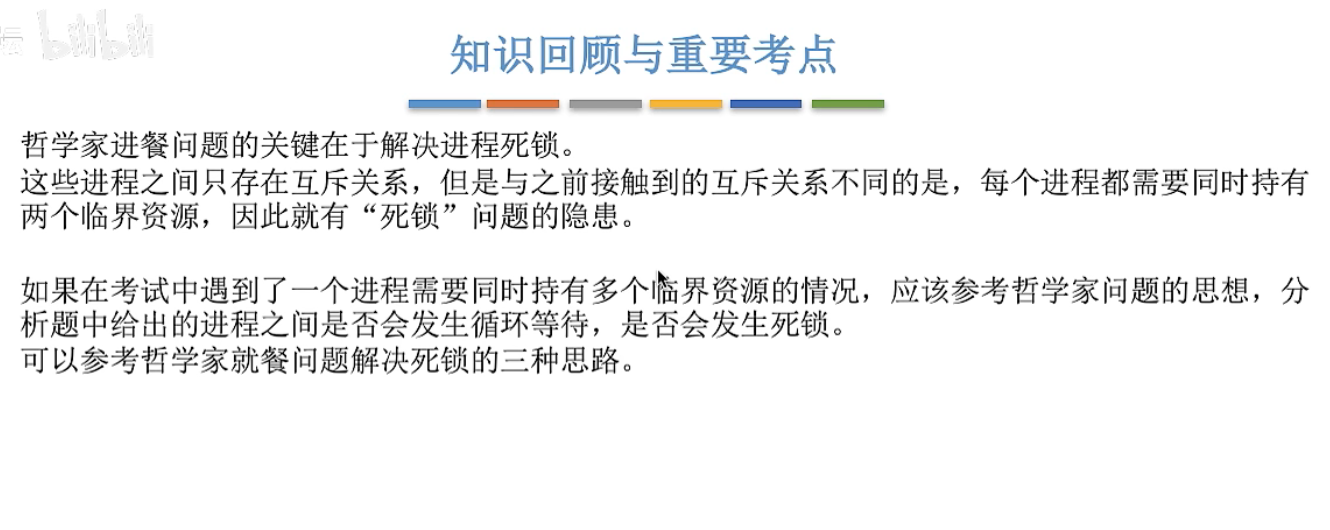 bilibili
知识回顾与重要考点
哲学家进餐问题的关键在于解决进程死锁。
这些进程之间只存在互斥关系，但是与之前接触到的互斥关系不同的是，每个进程都需要同时持有
两个临界资源，因此就有“死锁”问题的隐患。
如果在考试中遇到了一个进程需要同时持有多个临界资源的情况，应该参考哲学家问题的思想，分
析题中给出的进程之间是否会发生循环等待，是否会发生死锁。
可以参考哲学家就餐问题解决死锁的三种思路。